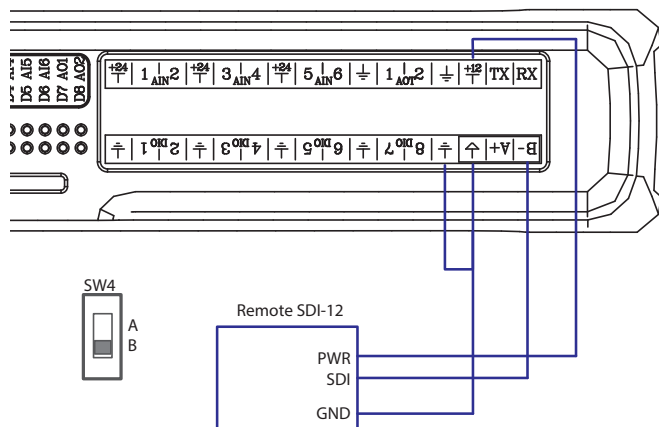 D5 AI5
D6 AI6
D7 AO1
D8 AO2
+24 1 AIN 2 +24 3 AIN 4 +24 5 AIN 6 1 AOT 2 +12 TX RX
1 DIO 2 3 DIO 4 5 DIO 6 7 DIO 8 A+ B-
SW4
A
B
Remote SDI-12
PWR
SDI
GND